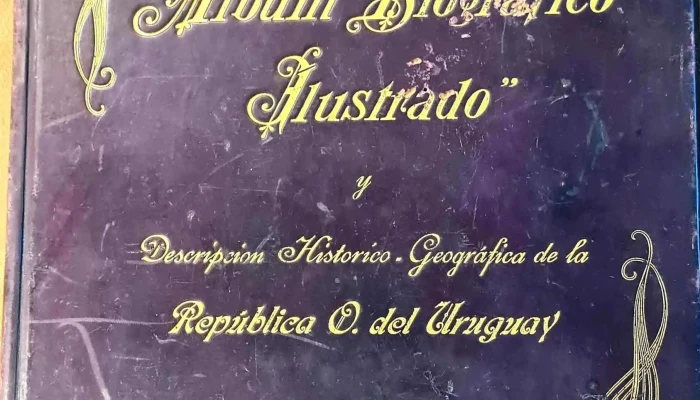 Album Biográfico
Ilustrado"
y
Descripcion Historico-Geográfica de la
República O. del Uruguay